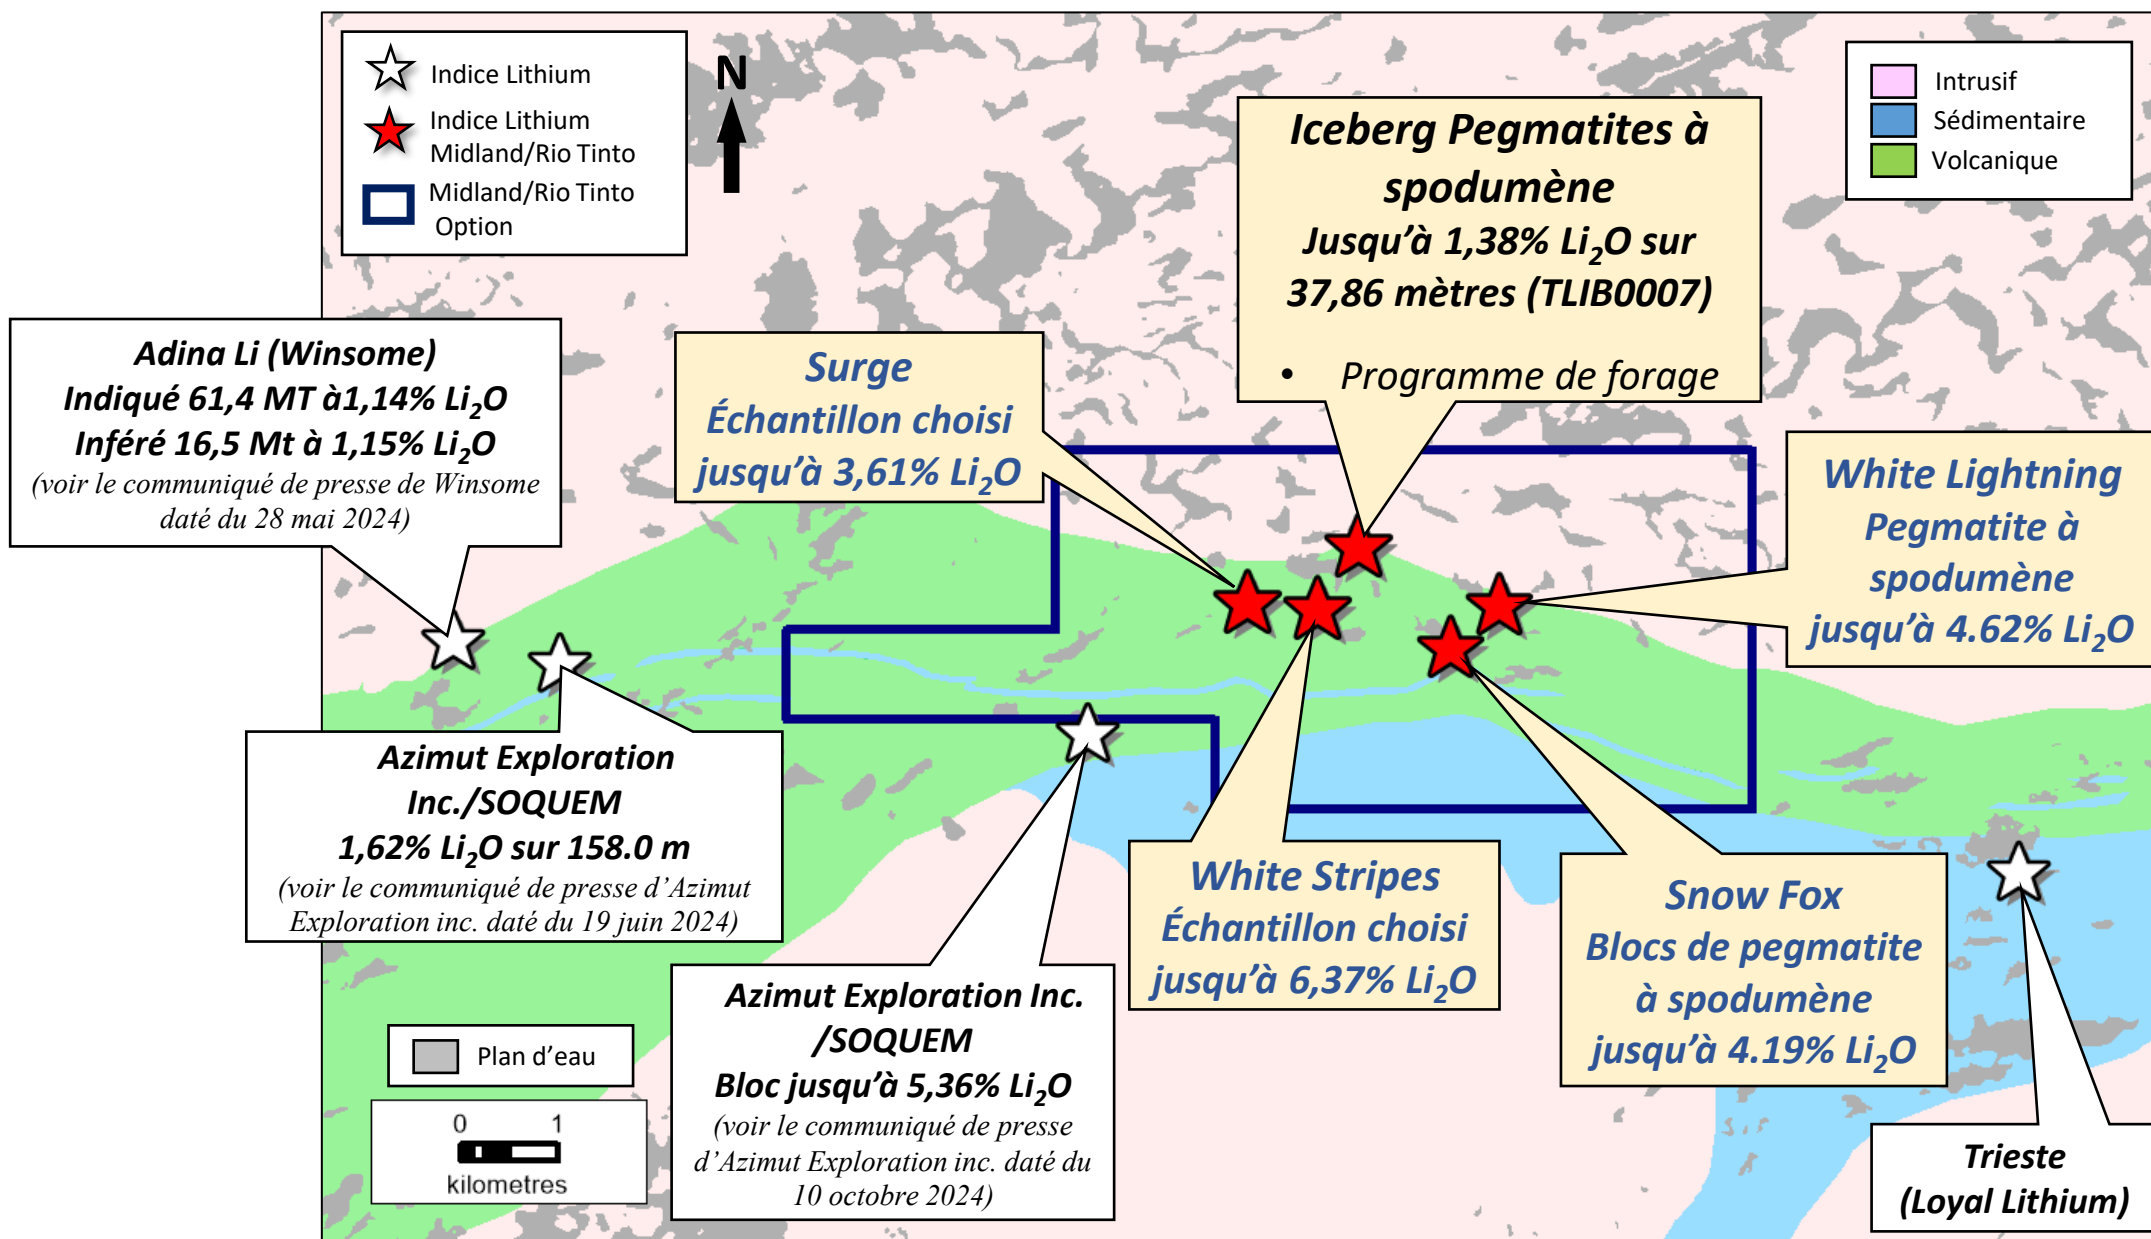 Indice Lithium
Indice Lithium
Midland/Rio Tinto
Midland/Rio Tinto
Option
N
Intrusif
Sédimentaire
Volcanique
Iceberg Pegmatites à
spodumène
Jusqu’à 1,38% Li₂O sur
37,86 mètres (TLIB0007)
• Programme de forage
Adina Li (Winsome)
Indiqué 61,4 MT à1,14% Li₂O
Inféré 16,5 Mt à 1,15% Li₂O
(voir le communiqué de presse de Winsome
daté du 28 mai 2024)
Surge
Échantillon choisi
jusqu’à 3,61% Li₂O
White Lightning
Pegmatite à
spodumène
jusqu’à 4.62% Li₂O
Azimut Exploration
Inc./SOQUEM
1,62% Li₂O sur 158.0 m
(voir le communiqué de presse d’Azimut
Exploration inc. daté du 19 juin 2024)
White Stripes
Échantillon choisi
jusqu’à 6,37% Li₂O
Snow Fox
Blocs de pegmatite
à spodumène
jusqu’à 4.19% Li₂O
Azimut Exploration Inc.
/SOQUEM
Bloc jusqu’à 5,36% Li₂O
(voir le communiqué de presse
d’Azimut Exploration inc. daté du
10 octobre 2024)
Plan d’eau
0 1
kilometres
Trieste
(Loyal Lithium)